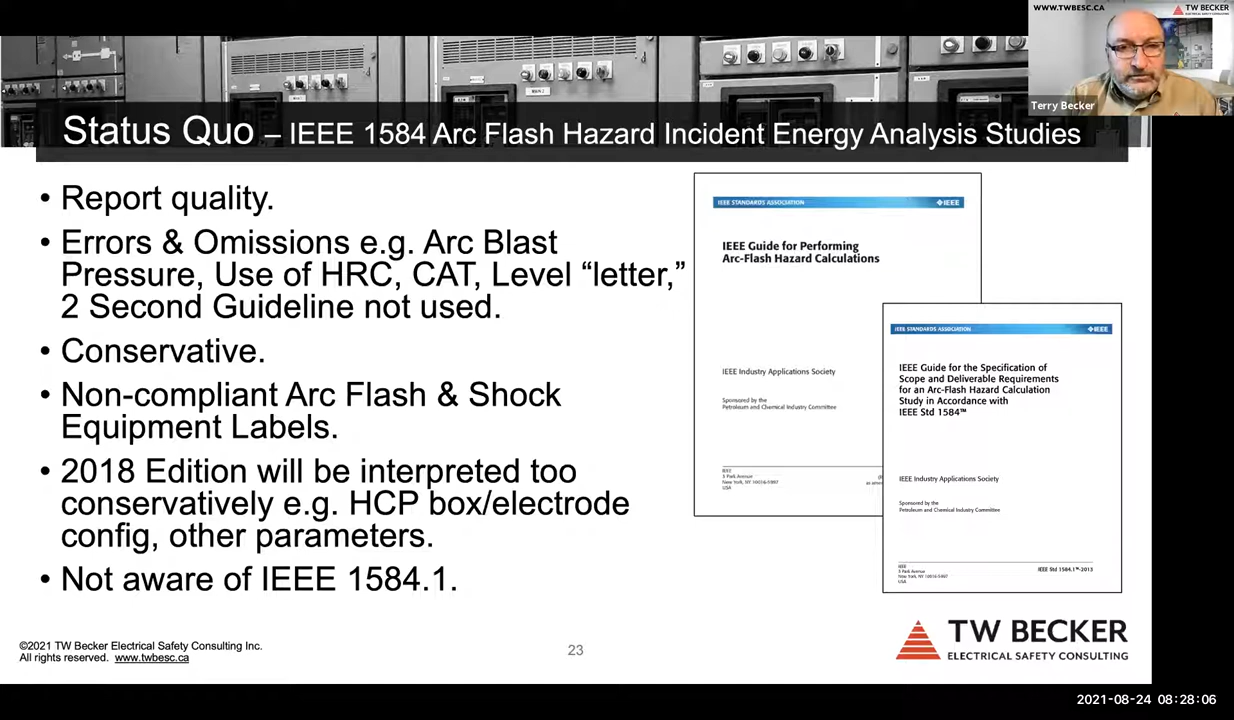 WWW.TWBESC.CA
TW BECKER
ELECTRICAL SAFETY CONSULTING
Terry Becker
Status Quo – IEEE 1584 Arc Flash Hazard Incident Energy Analysis Studies
• Report quality.
• Errors & Omissions e.g. Arc Blast
Pressure, Use of HRC, CAT, Level “letter,”
2 Second Guideline not used.
• Conservative.
• Non-compliant Arc Flash & Shock
Equipment Labels.
• 2018 Edition will be interpreted too
conservatively e.g. HCP box/electrode
config, other parameters.
• Not aware of IEEE 1584.1.
IEEE STANDARDS ASSOCIATION
IEEE
IEEE Guide for Performing
Arc-Flash Hazard Calculations
IEEE Industry Applications Society
Sponsored by the
Petroleum and Chemical Industry Committee
IEEE
3 Park Avenue
New York, NY 10016-5997
USA
IEEE STANDARDS ASSOCIATION
IEEE
IEEE Guide for the Specification of
Scope and Deliverable Requirements
for an Arc-Flash Hazard Calculation
Study in Accordance with
IEEE Std 1584™
IEEE Industry Applications Society
Sponsored by the
Petroleum and Chemical Industry Committee
IEEE
3 Park Avenue
New York, NY 10016-5997
USA
IEEE Std 1584.1™-2013
©2021 TW Becker Electrical Safety Consulting Inc.
All rights reserved. www.twbesc.ca
23
TW BECKER
ELECTRICAL SAFETY CONSULTING
2021-08-24 08:28:06